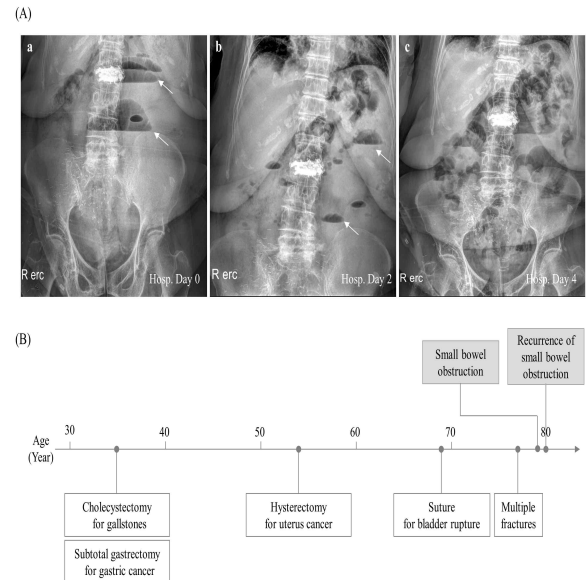 (A)
a
b
c
R erc
Hosp. Day 0
R erc
Hosp. Day 2
R erc
Hosp. Day 4
(B)
Small bowel
obstruction
Recurrence of
small bowel
obstruction
30
40
50
60
70
80
Age
(Year)
Cholecystectomy
for gallstones
Subtotal gastrectomy
for gastric cancer
Hysterectomy
for uterus cancer
Suture
for bladder rupture
Multiple
fractures